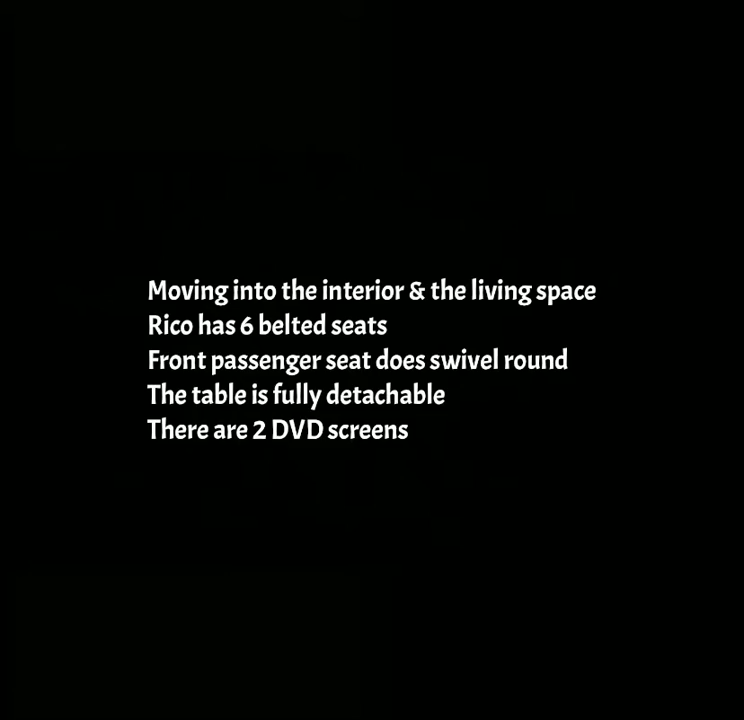 Moving into the interior & the living space
Rico has 6 belted seats
Front passenger seat does swivel round
The table is fully detachable
There are 2 DVD screens